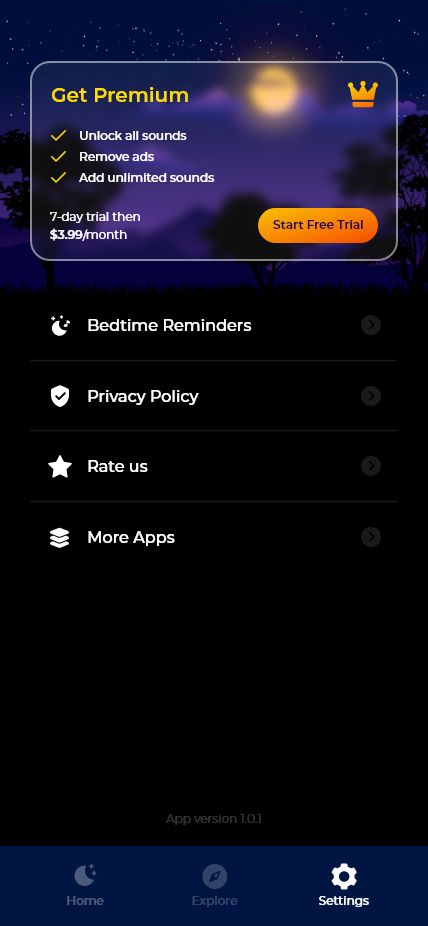 Get Premium
Unlock all sounds
Remove ads
Add unlimited sounds
7-day trial then
$3.99/month
Start Free Trial
Bedtime Reminders
Privacy Policy
Rate us
More Apps
App version 1.0.1
Home
Explore
Settings